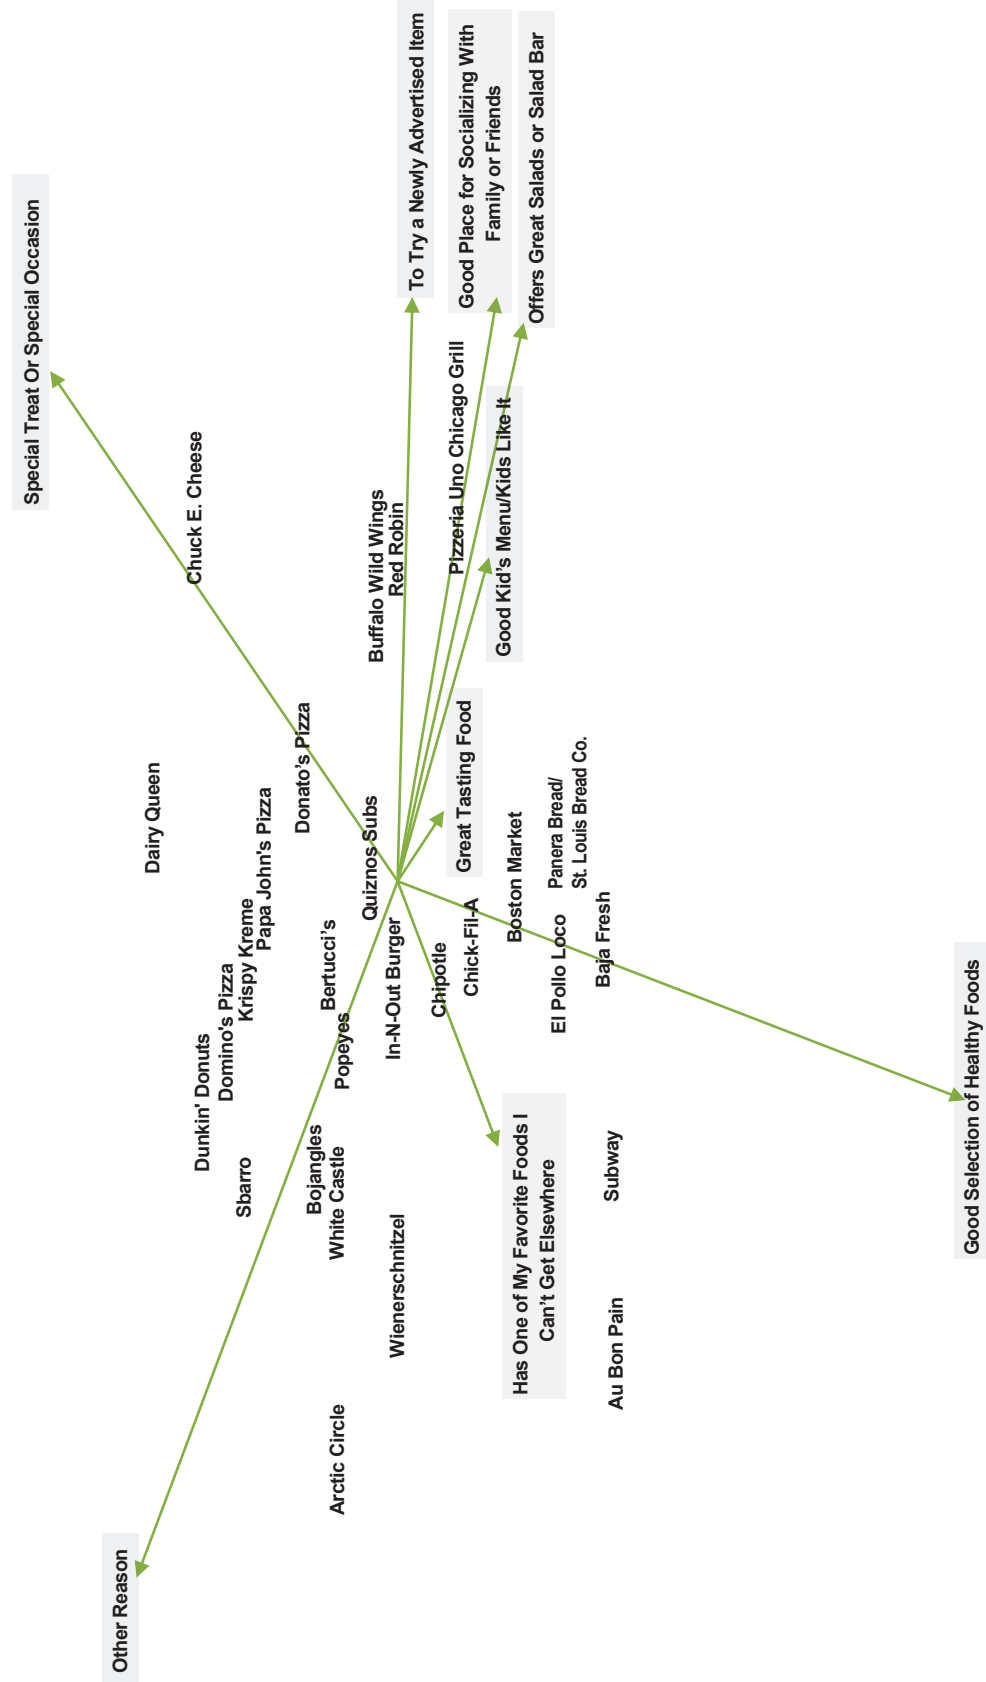 Special Treat Or Special Occasion
Other Reason
Dairy Queen
Chuck E. Cheese
Dunkin' Donuts
Domino's Pizza
Sbarro
Krispy Kreme
Papa John's Pizza
Donato's Pizza
Bojangles
Bertucci's
White Castle
Arctic Circle
Popeyes
Quiznos Subs
Buffalo Wild Wings
Red Robin
In-N-Out Burger
Wienerschnitzel
To Try a Newly Advertised Item
Chipotle
Pizzeria Uno Chicago Grill
Good Place for Socializing With
Family or Friends
Great Tasting Food
Chick-Fil-A
Good Kid's Menu/Kids Like It
Boston Market
Offers Great Salads or Salad Bar
Has One of My Favorite Foods I
Can't Get Elsewhere
Panera Bread/
St. Louis Bread Co.
El Pollo Loco
Baja Fresh
Subway
Au Bon Pain
Good Selection of Healthy Foods